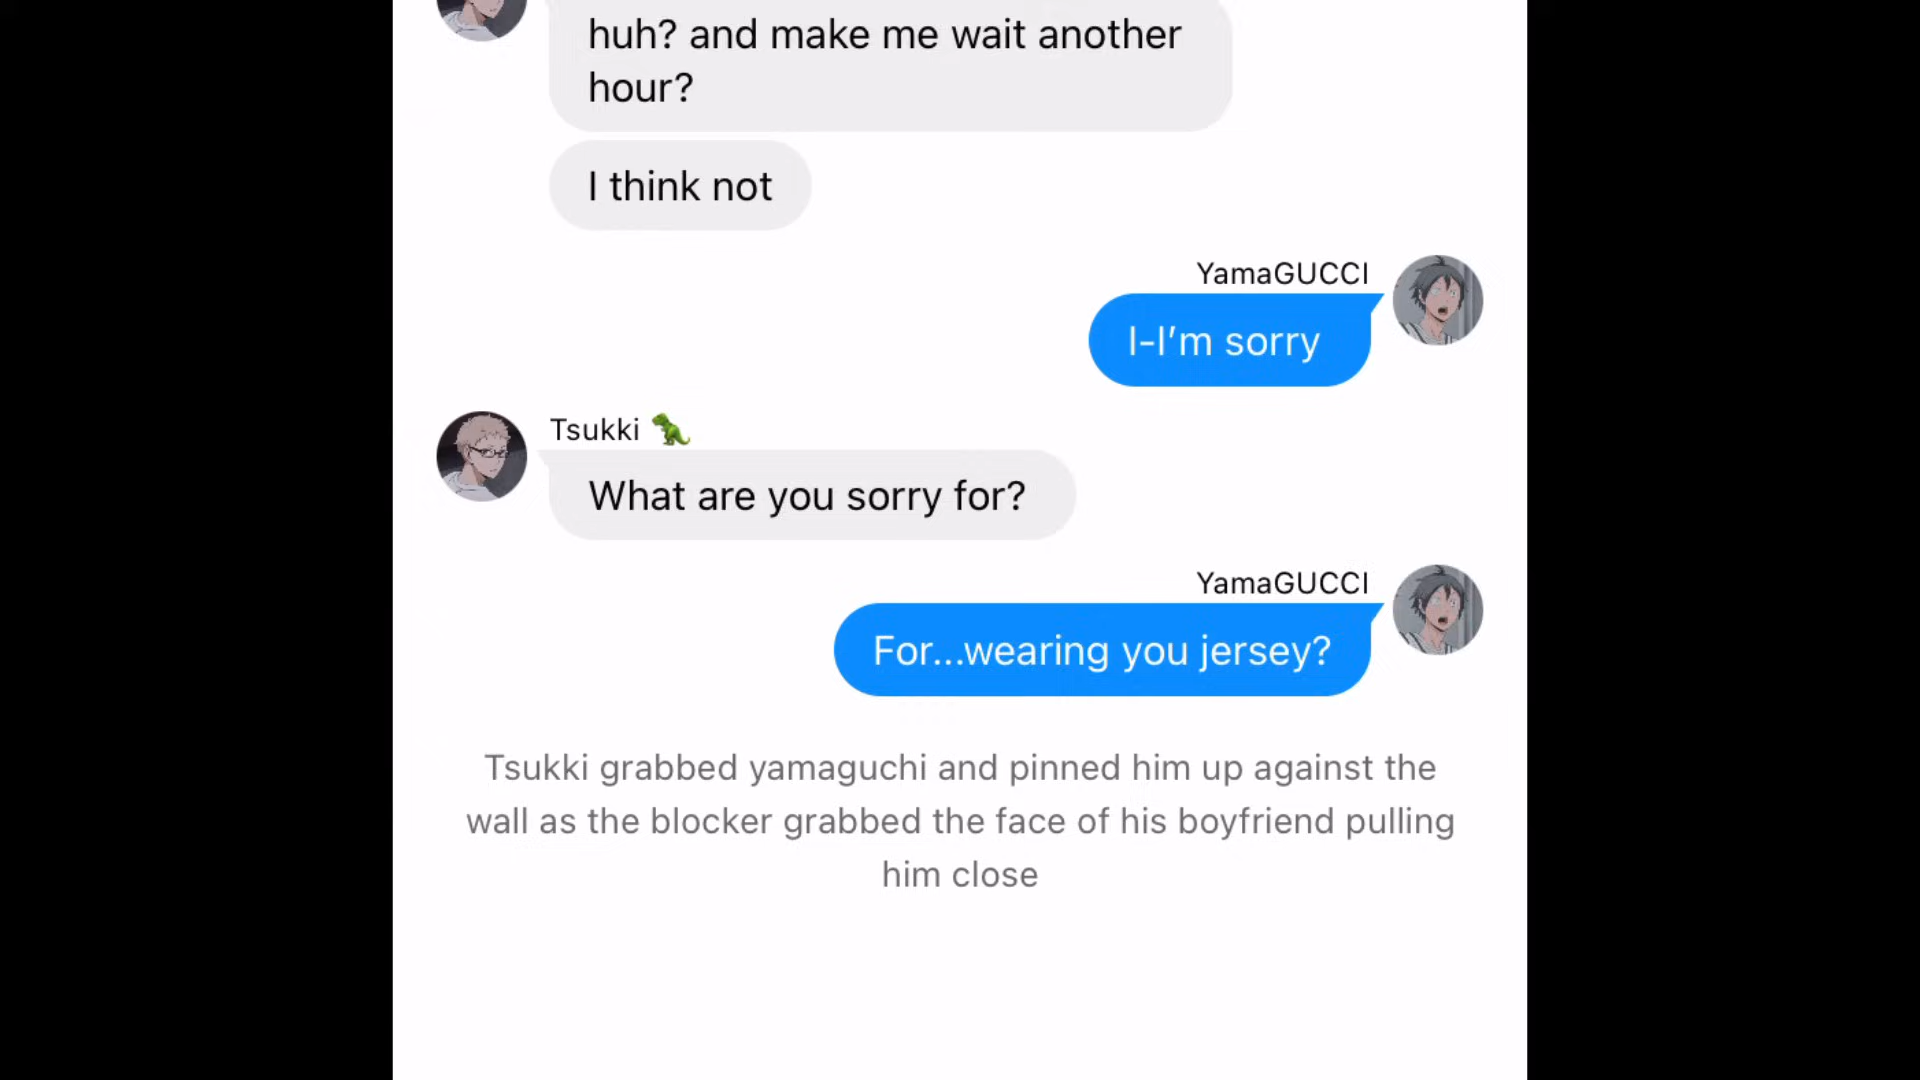 huh? and make me wait another
hour?
I think not
YamaGUCCI
I-I’m sorry
Tsukki 🦖
What are you sorry for?
YamaGUCCI
For...wearing you jersey?
Tsukki grabbed yamaguchi and pinned him up against the
wall as the blocker grabbed the face of his boyfriend pulling
him close